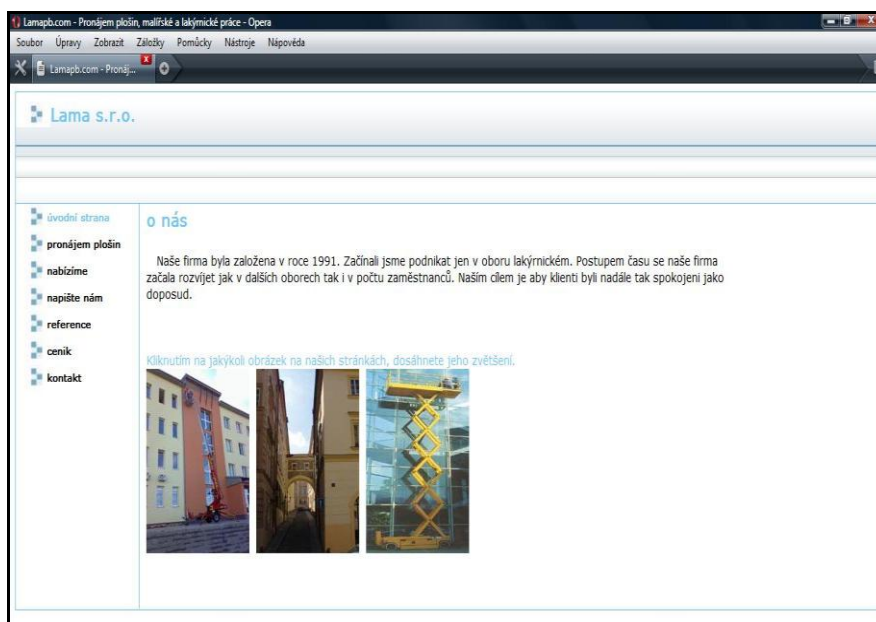 Lamapb.com - Pronájem plošin, malířské a lakýrnické práce - Opera
Soubor Úpravy Zobrazit Záložky Pomůcky Nástroje Nápověda
Lamapb.com - Pronáj...
Lama s.r.o.
úvodní strana
pronájem plošin
nabízíme
napište nám
reference
ceník
kontakt
o nás
Naše firma byla založena v roce 1991. Začínali jsme podnikat jen v oboru lakýrnickém. Postupem času se naše firma
začala rozvíjet jak v dalších oborech tak i v počtu zaměstnanců. Naším cílem je aby klienti byli nadále tak spokojeni jako
doposud.
Kliknutím na jakýkoli obrázek na našich stránkách, dosáhnete jeho zvětšení.